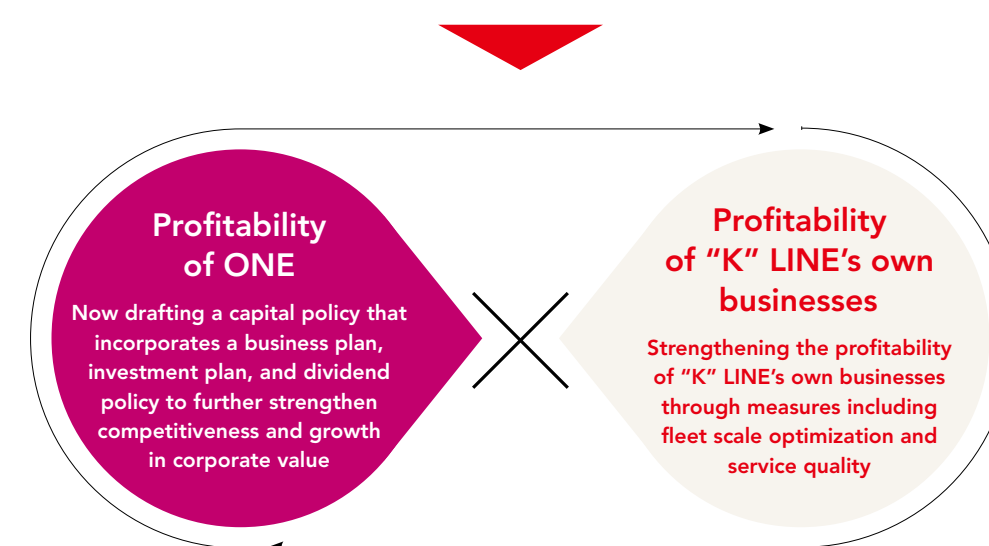 Profitability
of ONE
Now drafting a capital policy that
incorporates a business plan,
investment plan, and dividend
policy to further strengthen
competitiveness and growth
in corporate value
Profitability
of “K” LINE’s own
businesses
Strengthening the profitability
of “K” LINE’s own businesses
through measures including
fleet scale optimization and
service quality